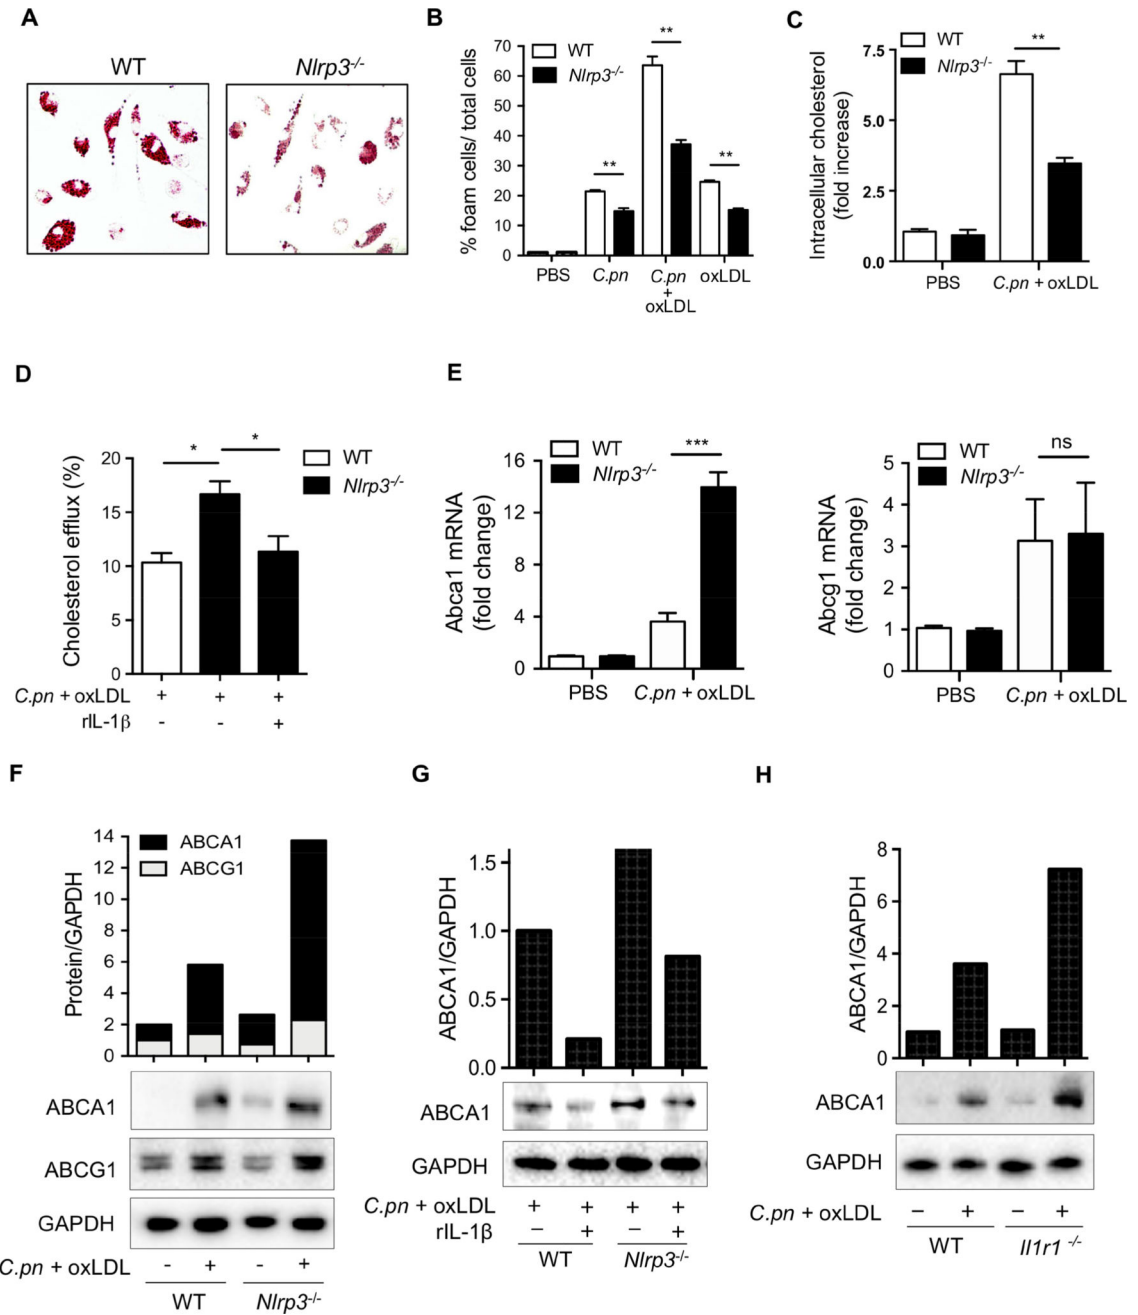 A
WT
Nlrp3-/-
B
% foam cells/ total cells
70
60
50
40
30
20
10
0
WT
Nlrp3-/-
**
**
**
PBS
C.pn
C.pn
+
oxLDL
oxLDL
C
Intracellular cholesterol
(fold increase)
7.5
5.0
2.5
0.0
WT
Nlrp3-/-
**
PBS
C.pn + oxLDL
D
Cholesterol efflux (%)
20
15
10
5
0
*
*
WT
Nlrp3-/-
C.pn + oxLDL + + +
rIL-1β - - +
E
Abca1 mRNA
(fold change)
16
12
8
4
0
WT
Nlrp3-/-
***
PBS
C.pn + oxLDL
Abcg1 mRNA
(fold change)
5
4
3
2
1
0
WT
Nlrp3-/-
ns
PBS
C.pn + oxLDL
F
Protein/GAPDH
14
12
10
8
6
4
2
0
ABCA1
ABCG1
ABCA1
ABCG1
GAPDH
C.pn + oxLDL - + - +
WT
Nlrp3-/-
G
ABCA1/GAPDH
1.5
1.0
0.5
0.0
ABCA1
GAPDH
C.pn + oxLDL + + + +
rIL-1β − + − +
WT
Nlrp3-/-
H
ABCA1/GAPDH
8
6
4
2
0
ABCA1
GAPDH
C.pn + oxLDL − + − +
WT
Il1r1 -/-